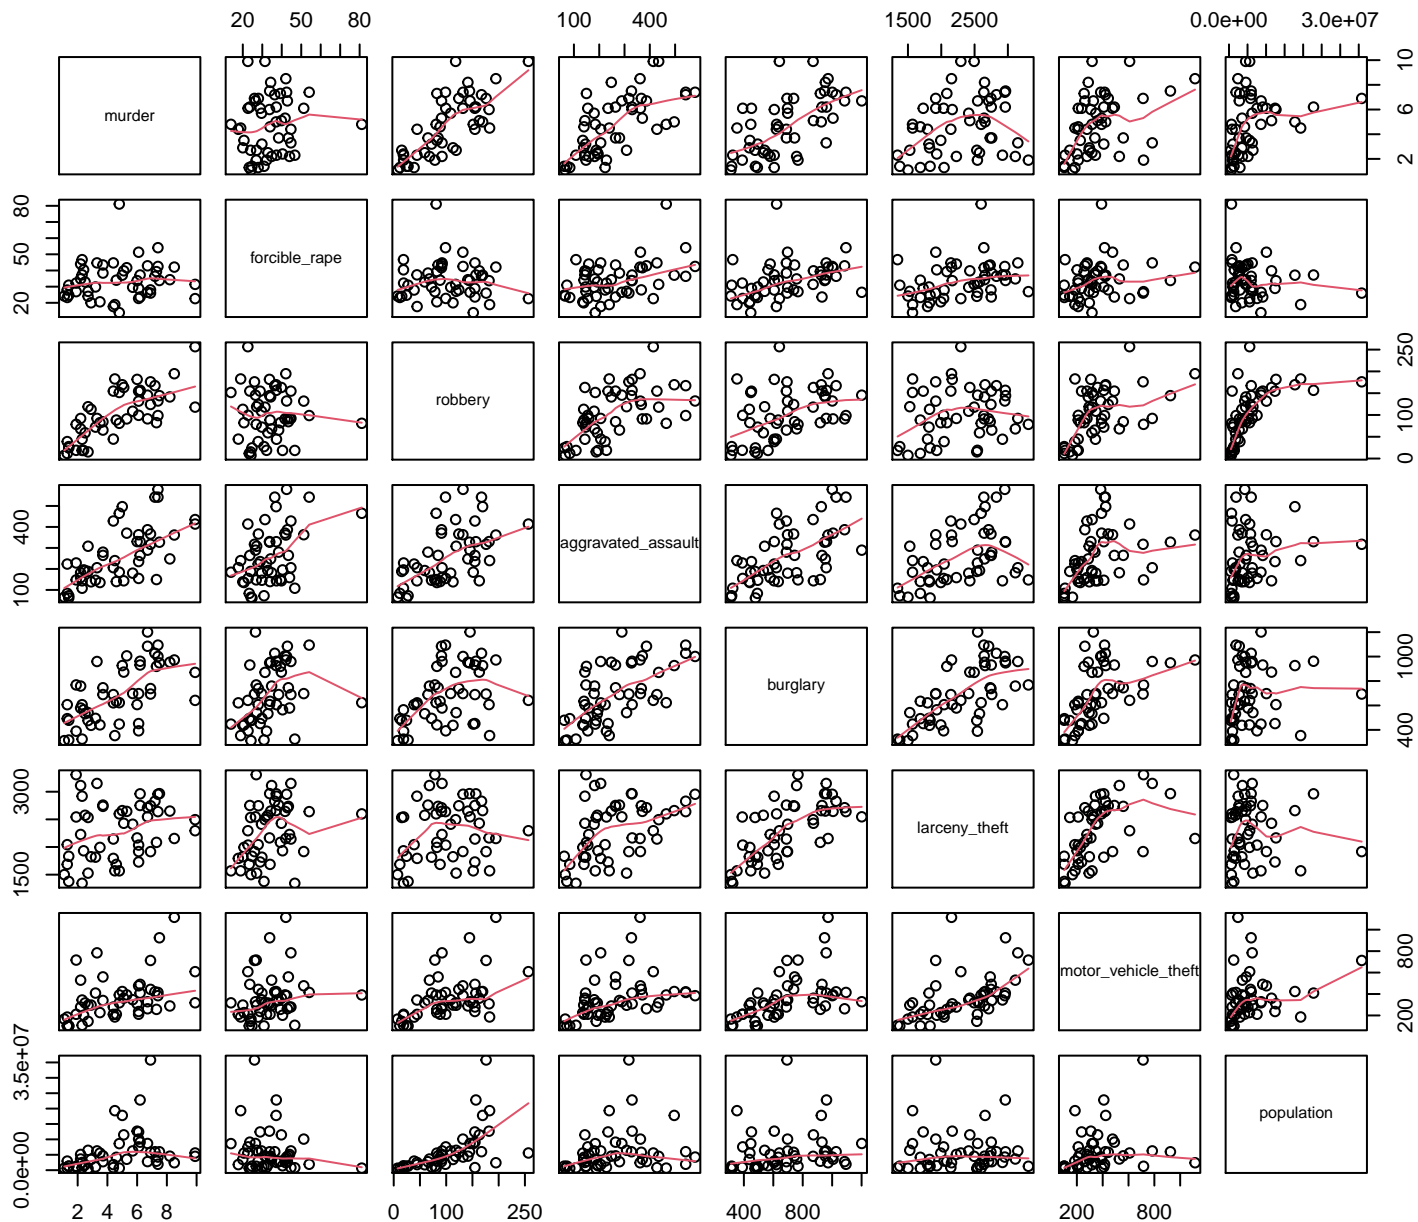 20 50 80
100 400
1500 2500
0.0e+00 3.0e+07
murder
2 6 10
20 50 80
forcible_rape
robbery
0 100 250
100 400
aggravated_assault
burglary
400 1000
1500 3000
larceny_theft
motor_vehicle_theft
200 800
0.0e+00 3.5e+07
population
2 4 6 8
0 100 250
400 800
200 800